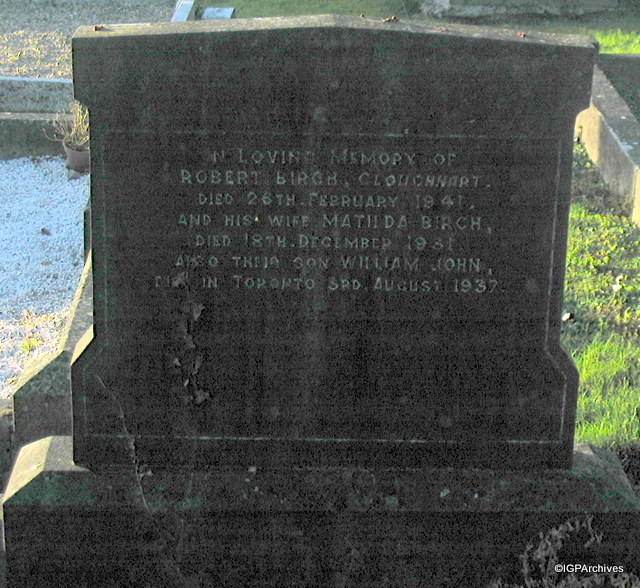 IN LOVING MEMORY OF
ROBERT BIRCH, CLOUGHNART.
DIED 26TH. FEBRUARY 1941.
AND HIS WIFE MATILDA BIRCH,
DIED 18TH. DECEMBER 1931.
ALSO THEIR SON WILLIAM JOHN,
DIED IN TORONTO 3RD. AUGUST 1937.
©IGPArchives